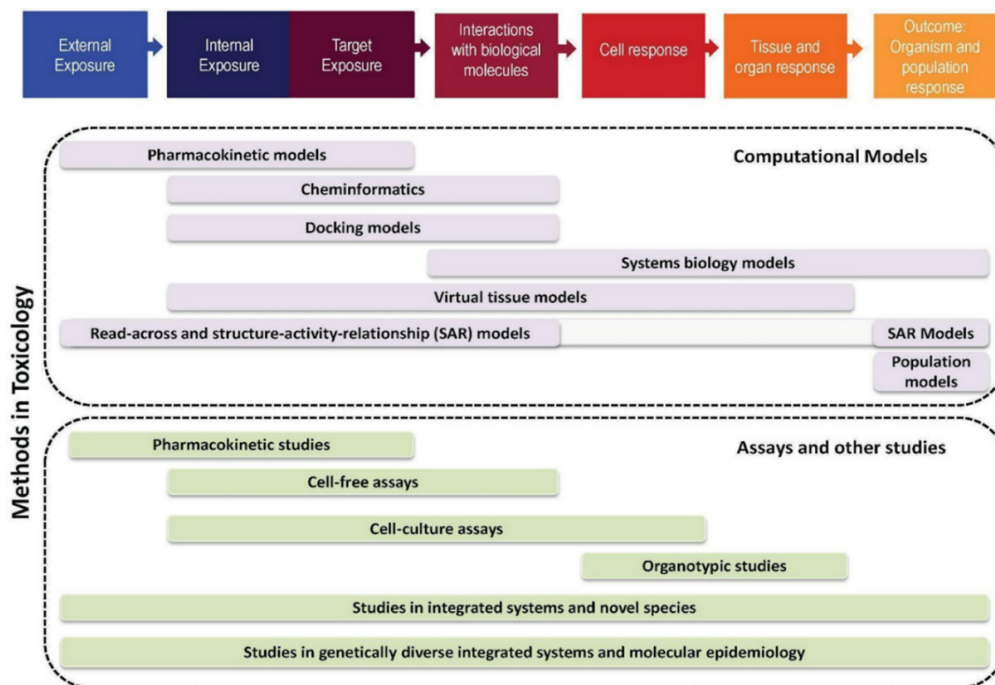 External
Exposure
Internal
Exposure
Target
Exposure
Interactions
with biological
molecules
Cell response
Tissue and
organ response
Outcome:
Organism and
population
response
Methods in Toxicology
Computational Models
Pharmacokinetic models
Cheminformatics
Docking models
Systems biology models
Virtual tissue models
Read-across and structure-activity-relationship (SAR) models
SAR Models
Population
models
Assays and other studies
Pharmacokinetic studies
Cell-free assays
Cell-culture assays
Organotypic studies
Studies in integrated systems and novel species
Studies in genetically diverse integrated systems and molecular epidemiology